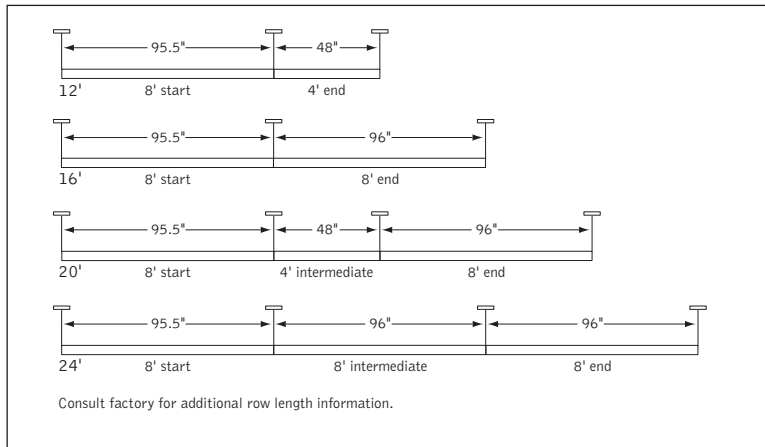 95.5" 48"
12' 8' start 4' end
95.5" 96"
16' 8' start 8' end
95.5" 48" 96"
20' 8' start 4' intermediate 8' end
95.5" 96" 96"
24' 8' start 8' intermediate 8' end
Consult factory for additional row length information.